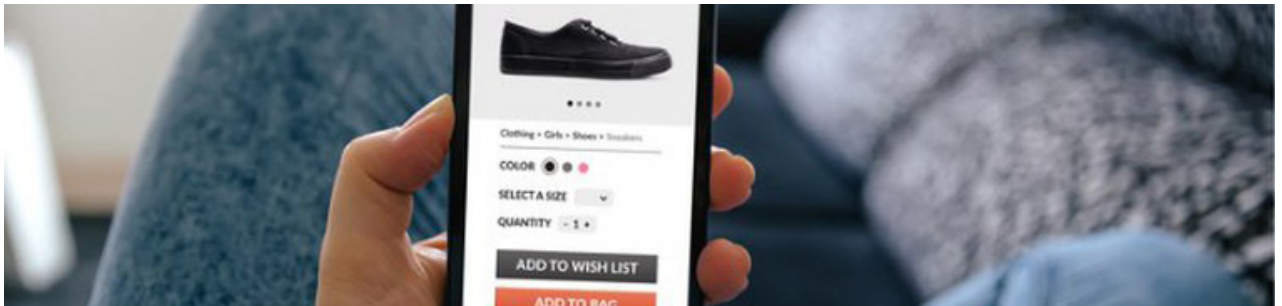 Clothing > Girls > Shoes > Sneakers
COLOR
SELECT A SIZE
QUANTITY - 1 +
ADD TO WISH LIST
ADD TO BAG